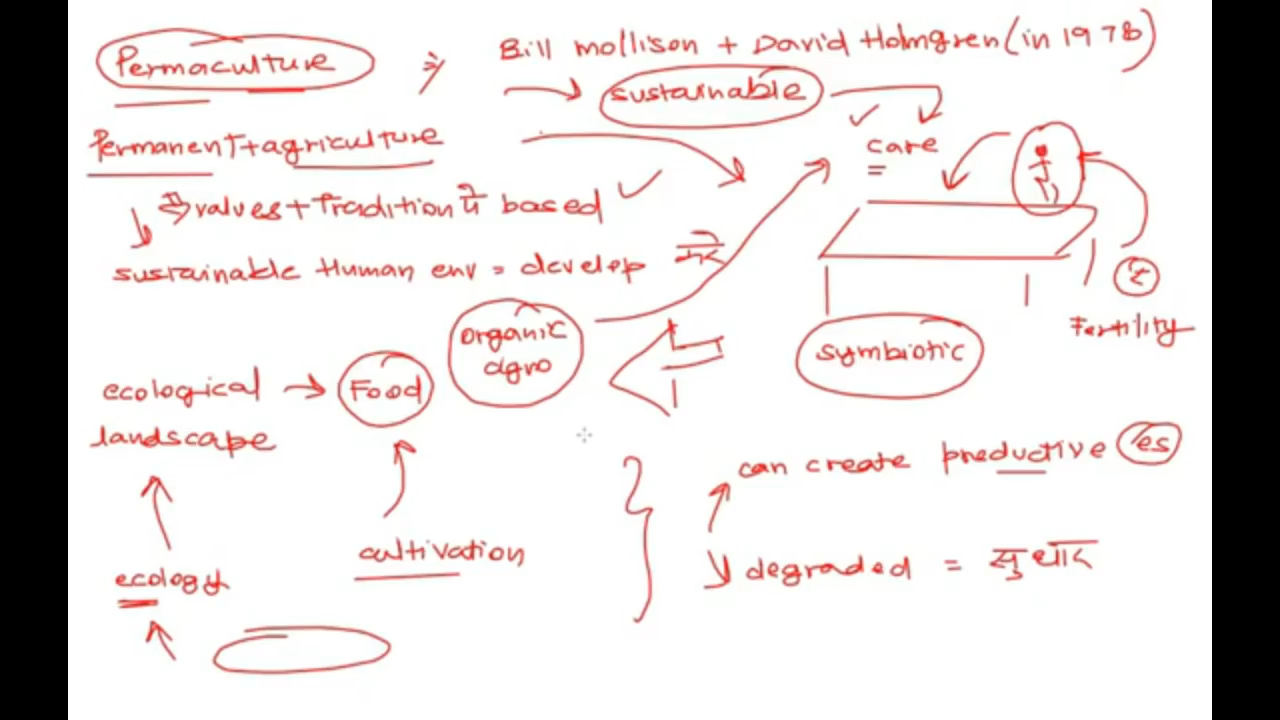 Permaculture ⇒ Bill mollison + David Holmgren (in 1978)
sustainable
Permanent+agriculture
care
⇒ values + Tradition पे based
sustainable Human env = develop
organic
agro
Fertility
symbiotic
ecological → Food
landscape
can create productive es
cultivation
degraded = सुधार
ecology